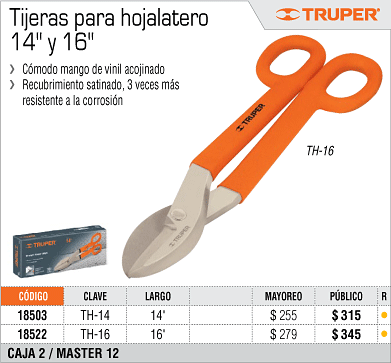 Tijeras para hojalatero
14" y 16"
TRUPER
Cómodo mango de vinil acojinado
Recubrimiento satinado, 3 veces más
resistente a la corrosión
TRUPER
TH-16
TRUPER
CÓDIGO CLAVE LARGO MAYOREO PÚBLICO R
18503 TH-14 14" $ 255 $ 315
18522 TH-16 16" $ 279 $ 345
CAJA 2 / MASTER 12